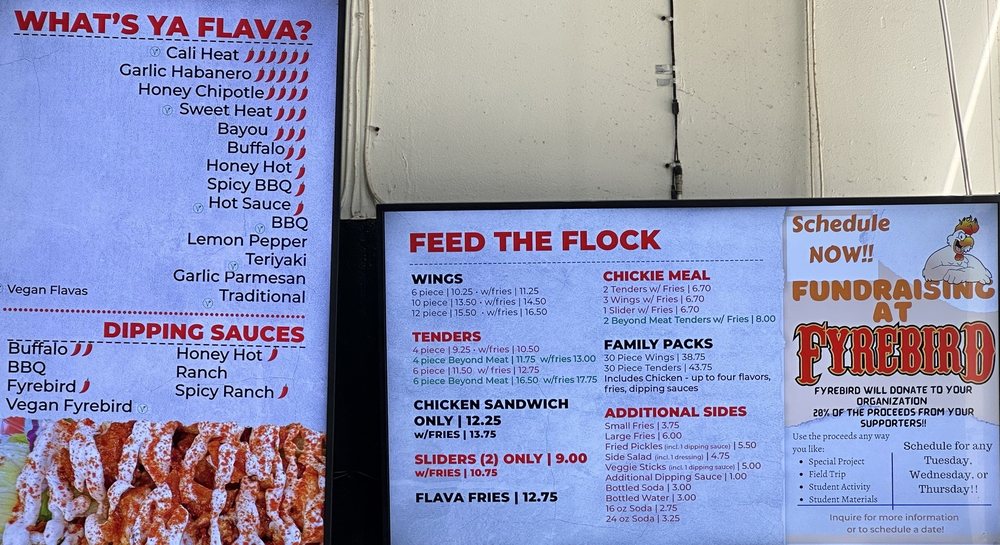 WHAT'S YA FLAVA?
Cali Heat
Garlic Habanero
Honey Chipotle
Sweet Heat
Bayou
Buffalo
Honey Hot
Spicy BBQ
Hot Sauce
BBQ
Lemon Pepper
Teriyaki
Garlic Parmesan
Traditional
Vegan Flavas
DIPPING SAUCES
Buffalo
BBQ
Fyrebird
Vegan Fyrebird
Honey Hot
Ranch
Spicy Ranch
FEED THE FLOCK
WINGS
6 piece | 10.25 • w/fries | 11.25
10 piece | 13.50 • w/fries | 14.50
12 piece | 15.50 • w/fries | 16.50
TENDERS
4 piece | 9.25 • w/fries | 10.50
4 piece Beyond Meat | 11.75 w/fries 13.00
6 piece | 11.50 w/ fries | 12.75
6 piece Beyond Meat | 16.50 w/fries 17.75
CHICKEN SANDWICH
ONLY | 12.25
w/FRIES | 13.75
SLIDERS (2) ONLY | 9.00
w/FRIES | 10.75
FLAVA FRIES | 12.75
CHICKIE MEAL
2 Tenders w/ Fries | 6.70
3 Wings w/ Fries | 6.70
1 Slider w/ Fries | 6.70
2 Beyond Meat Tenders w/ Fries | 8.00
FAMILY PACKS
30 Piece Wings | 38.75
30 Piece Tenders | 43.75
Includes Chicken - up to four flavors,
fries, dipping sauces
ADDITIONAL SIDES
Small Fries | 3.75
Large Fries | 6.00
Fried Pickles (incl. 1 dipping sauce) | 5.50
Side Salad (incl. 1 dressing) | 4.75
Veggie Sticks (incl. 1 dipping sauce) | 5.00
Additional Dipping Sauce | 1.00
Bottled Soda | 3.00
Bottled Water | 3.00
16 oz Soda | 2.75
24 oz Soda | 3.25
Schedule
NOW!!
FUNDRAISING
AT
FYREBIRD
FYREBIRD WILL DONATE TO YOUR
ORGANIZATION
20% OF THE PROCEEDS FROM YOUR
SUPPORTERS!!
Use the proceeds any way
you like:
• Special Project
• Field Trip
• Student Activity
• Student Materials
Schedule for any
Tuesday,
Wednesday, or
Thursday!!
Inquire for more information
or to schedule a date!